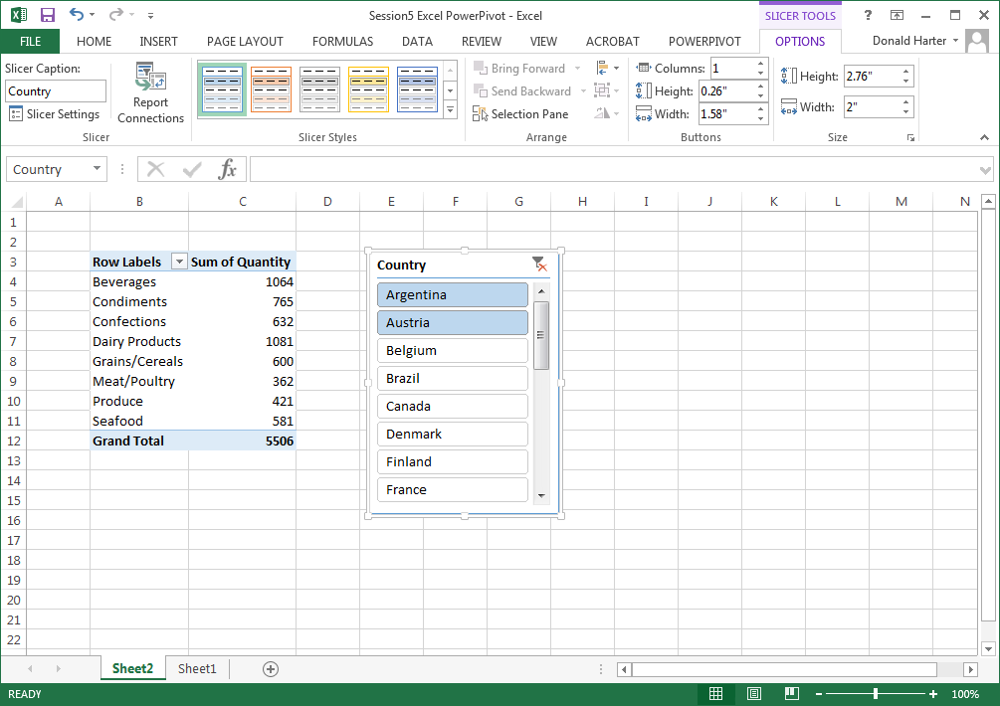 Session5 Excel PowerPivot - Excel
SLICER TOOLS
?
FILE HOME INSERT PAGE LAYOUT FORMULAS DATA REVIEW VIEW ACROBAT POWERPIVOT OPTIONS Donald Harter
Slicer Caption:
Country
Slicer Settings
Report
Connections
Slicer
Slicer Styles
Bring Forward
Send Backward
Selection Pane
Arrange
Columns: 1
Height: 0.26"
Width: 1.58"
Buttons
Height: 2.76"
Width: 2"
Size
Country fx
A B C D E F G H I J K L M N
1
2
3 Row Labels Sum of Quantity
4 Beverages 1064
5 Condiments 765
6 Confections 632
7 Dairy Products 1081
8 Grains/Cereals 600
9 Meat/Poultry 362
10 Produce 421
11 Seafood 581
12 Grand Total 5506
13
14
15
16
17
18
19
20
21
22
Country
Argentina
Austria
Belgium
Brazil
Canada
Denmark
Finland
France
Sheet2 Sheet1
READY 100%